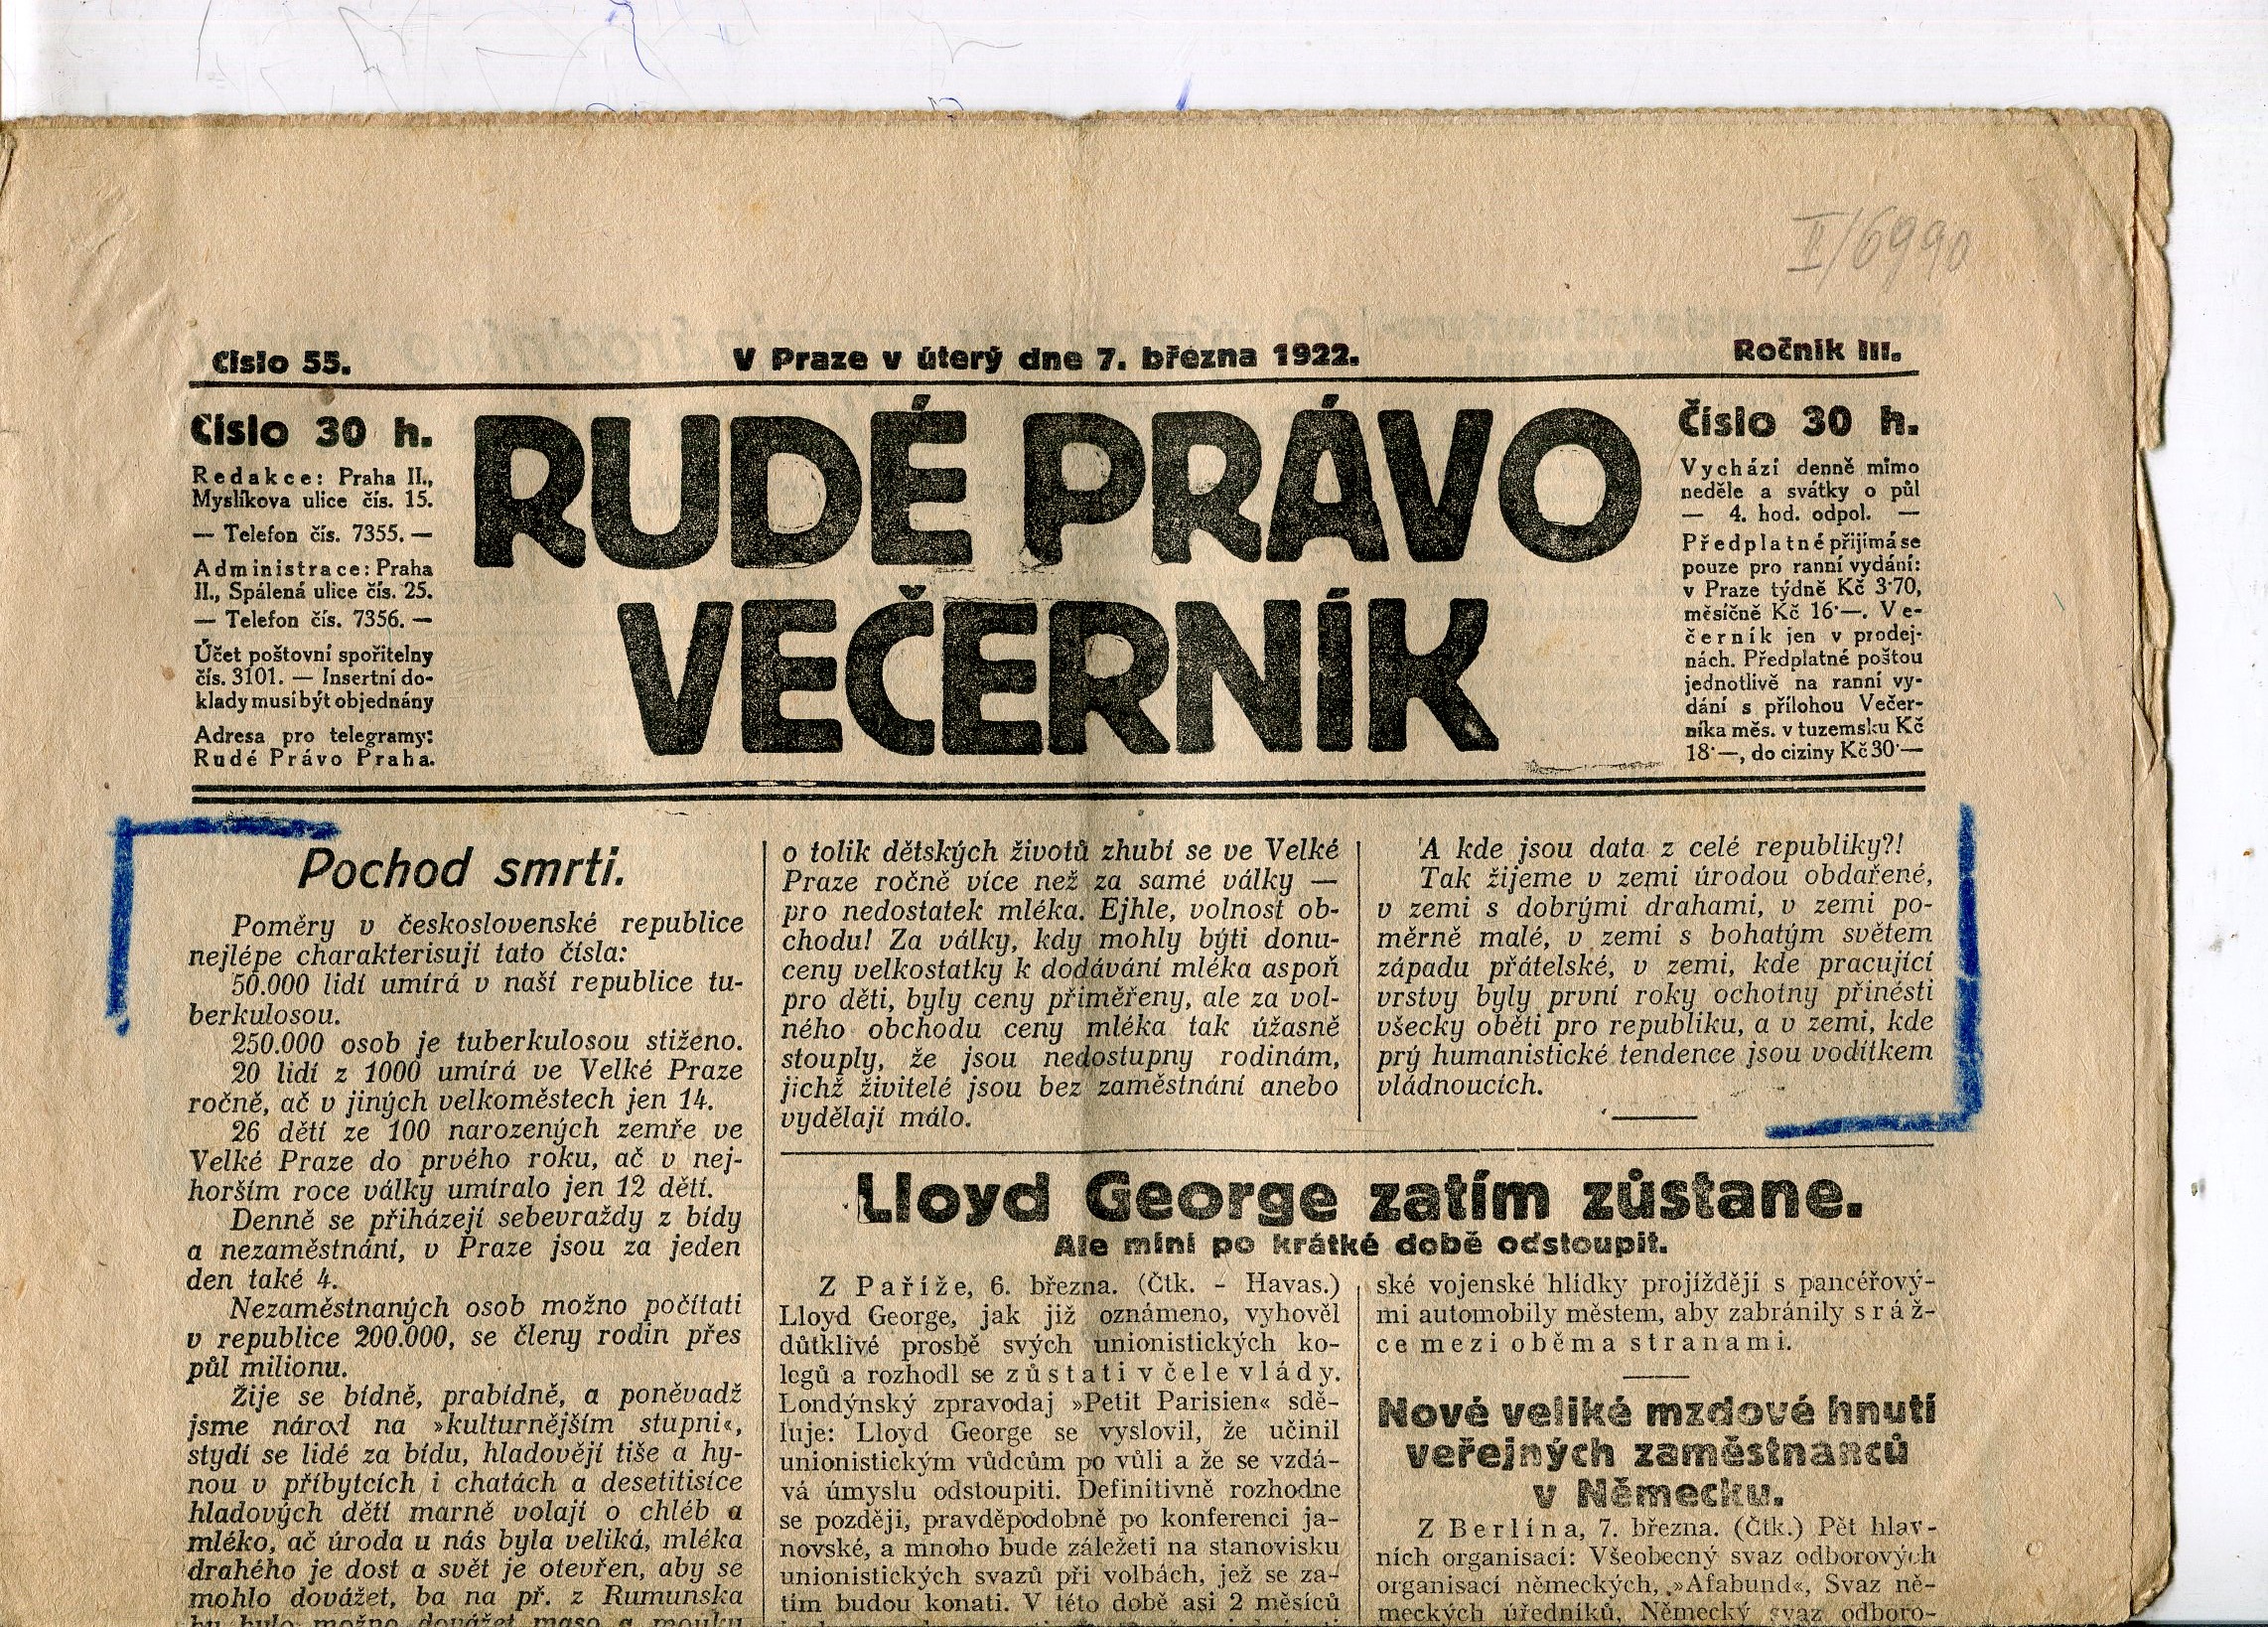 II/6990
Číslo 55.
V Praze v úterý dne 7. března 1922.
Ročník III.
Číslo 30 h.
Redakce: Praha II.,
Myslíkova ulice čís. 15.
— Telefon čís. 7355. —
Administrace: Praha
II., Spálená ulice čís. 25.
— Telefon čís. 7356. —
Účet poštovní spořitelny
čís. 3101. — Insertní do-
klady musí být objednány
Adresa pro telegramy:
Rudé Právo Praha.
RUDÉ PRÁVO
VEČERNÍK
Číslo 30 h.
Vychází denně mimo
neděle a svátky o půl
— 4. hod. odpol. —
Předplatné přijímá se
pouze pro ranní vydání:
v Praze týdně Kč 3·70,
měsíčně Kč 16·—. Ve-
černík jen v prodej-
nách. Předplatné poštou
jednotlivě na ranní vy-
dání s přílohou Večer-
níka měs. v tuzemsku Kč
18·—, do ciziny Kč 30·—
Pochod smrti.
Poměry v československé republice
nejlépe charakterisují tato čísla:
50.000 lidí umírá v naší republice tu-
berkulosou.
250.000 osob je tuberkulosou stiženo.
20 lidí z 1000 umírá ve Velké Praze
ročně, ač v jiných velkoměstech jen 14.
26 dětí ze 100 narozených zemře ve
Velké Praze do prvého roku, ač v nej-
horším roce války umíralo jen 12 dětí.
Denně se přiházejí sebevraždy z bídy
a nezaměstnání, v Praze jsou za jeden
den také 4.
Nezaměstnaných osob možno počítati
v republice 200.000, se členy rodin přes
půl milionu.
Žije se bídně, prabídně, a poněvadž
jsme národ na »kulturnějším stupni«,
stydí se lidé za bídu, hladovějí tiše a hy-
nou v příbytcích i chatách a desetitisíce
hladových dětí marně volají o chléb a
mléko, ač úroda u nás byla veliká, mléka
drahého je dost a svět je otevřen, aby se
mohlo dovážet, ba na př. z Rumunska
by bylo možno dovážet maso a mouku
o tolik dětských životů zhubí se ve Velké
Praze ročně více než za samé války —
pro nedostatek mléka. Ejhle, volnost ob-
chodu! Za války, kdy mohly býti donu-
ceny velkostatky k dodávání mléka aspoň
pro děti, byly ceny přiměřeny, ale za vol-
ného obchodu ceny mléka tak úžasně
stouply, že jsou nedostupny rodinám,
jichž živitelé jsou bez zaměstnání anebo
vydělají málo.
A kde jsou data z celé republiky?!
Tak žijeme v zemi úrodou obdařené,
v zemi s dobrými drahami, v zemi po-
měrně malé, v zemi s bohatým světem
západu přátelské, v zemi, kde pracující
vrstvy byly první roky ochotny přinésti
všecky oběti pro republiku, a v zemi, kde
prý humanistické tendence jsou vodítkem
vládnoucích.
Lloyd George zatím zůstane.
Ale míní po krátké době odstoupit.
Z Paříže, 6. března. (Čtk. - Havas.)
Lloyd George, jak již oznámeno, vyhověl
důtklivé prosbě svých unionistických ko-
legů a rozhodl se zůstati v čele vlády.
Londýnský zpravodaj »Petit Parisien« sdě-
luje: Lloyd George se vyslovil, že učinil
unionistickým vůdcům po vůli a že se vzdá-
vá úmyslu odstoupiti. Definitivně rozhodne
se později, pravděpodobně po konferenci ja-
novské, a mnoho bude záležeti na stanovisku
unionistických svazů při volbách, jež se za-
tím budou konati. V této době asi 2 měsíců
ské vojenské hlídky projíždějí s pancéřový-
mi automobily městem, aby zabránily sráž-
ce mezi oběma stranami.
Nové veliké mzdové hnutí
veřejných zaměstnanců
v Německu.
Z Berlína, 7. března. (Čtk.) Pět hlav-
ních organisací: Všeobecný svaz odborových
organisací německých, »Afabund«, Svaz ně-
meckých úředníků, Německý svaz odboro-